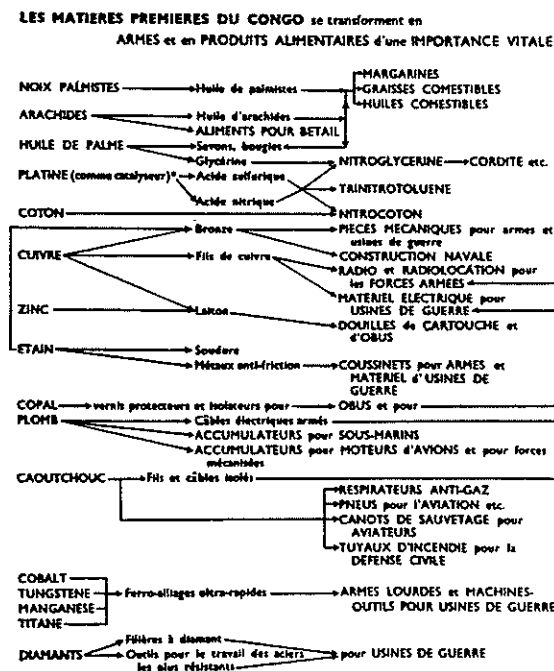 LES MATIERES PREMIERES DU CONGO se transforment en
ARMES et en PRODUITS ALIMENTAIRES d'une IMPORTANCE VITALE
MARGARINES
NOIX PALMISTES Huile de palmistes GRAISSES COMESTIBLES
HUILES COMESTIBLES
ARACHIDES Huile d'arachides
ALIMENTS POUR BETAIL
HUILE DE PALME Savons, bougies
Glycérine NITROGLYCERINE CORDITE etc.
PLATINE (comme catalyseur)* Acide sulfurique
TRINITROTOLUENE
Acide nitrique
COTON NITROCOTON
Bronze PIECES MECANIQUES pour armes et
usines de guerre
CUIVRE Fils de cuivre CONSTRUCTION NAVALE
RADIO et RADIOLOCATION pour
les FORCES ARMÉES
MATERIEL ELECTRIQUE pour
ZINC Laiton USINES DE GUERRE
DOUILLES de CARTOUCHE et
d'OBUS
ETAIN Soudure
Métaux anti-friction COUSSINETS pour ARMES et
MATERIEL d'USINES DE
GUERRE
COPAL vernis protecteurs et isolateurs pour OBUS et pour
PLOMB Câbles électriques armés
ACCUMULATEURS pour SOUS-MARINS
ACCUMULATEURS pour MOTEURS D'AVIONS et pour forces
mécanisées
CAOUTCHOUC Fils et câbles isolés
RESPIRATEURS ANTI-GAZ
PNEUS pour l'AVIATION etc.
CANOTS DE SAUVETAGE pour
AVIATEURS
TUYAUX D'INCENDIE pour la
DEFENSE CIVILE
COBALT
TUNGSTENE Ferro-alliages ultra-rapides ARMES LOURDES et MACHINES-
MANGANESE OUTILS POUR USINES DE GUERRE
TITANE
Filières à diamant
DIAMANTS Outils pour le travail des aciers pour USINES DE GUERRE
les plus résistants